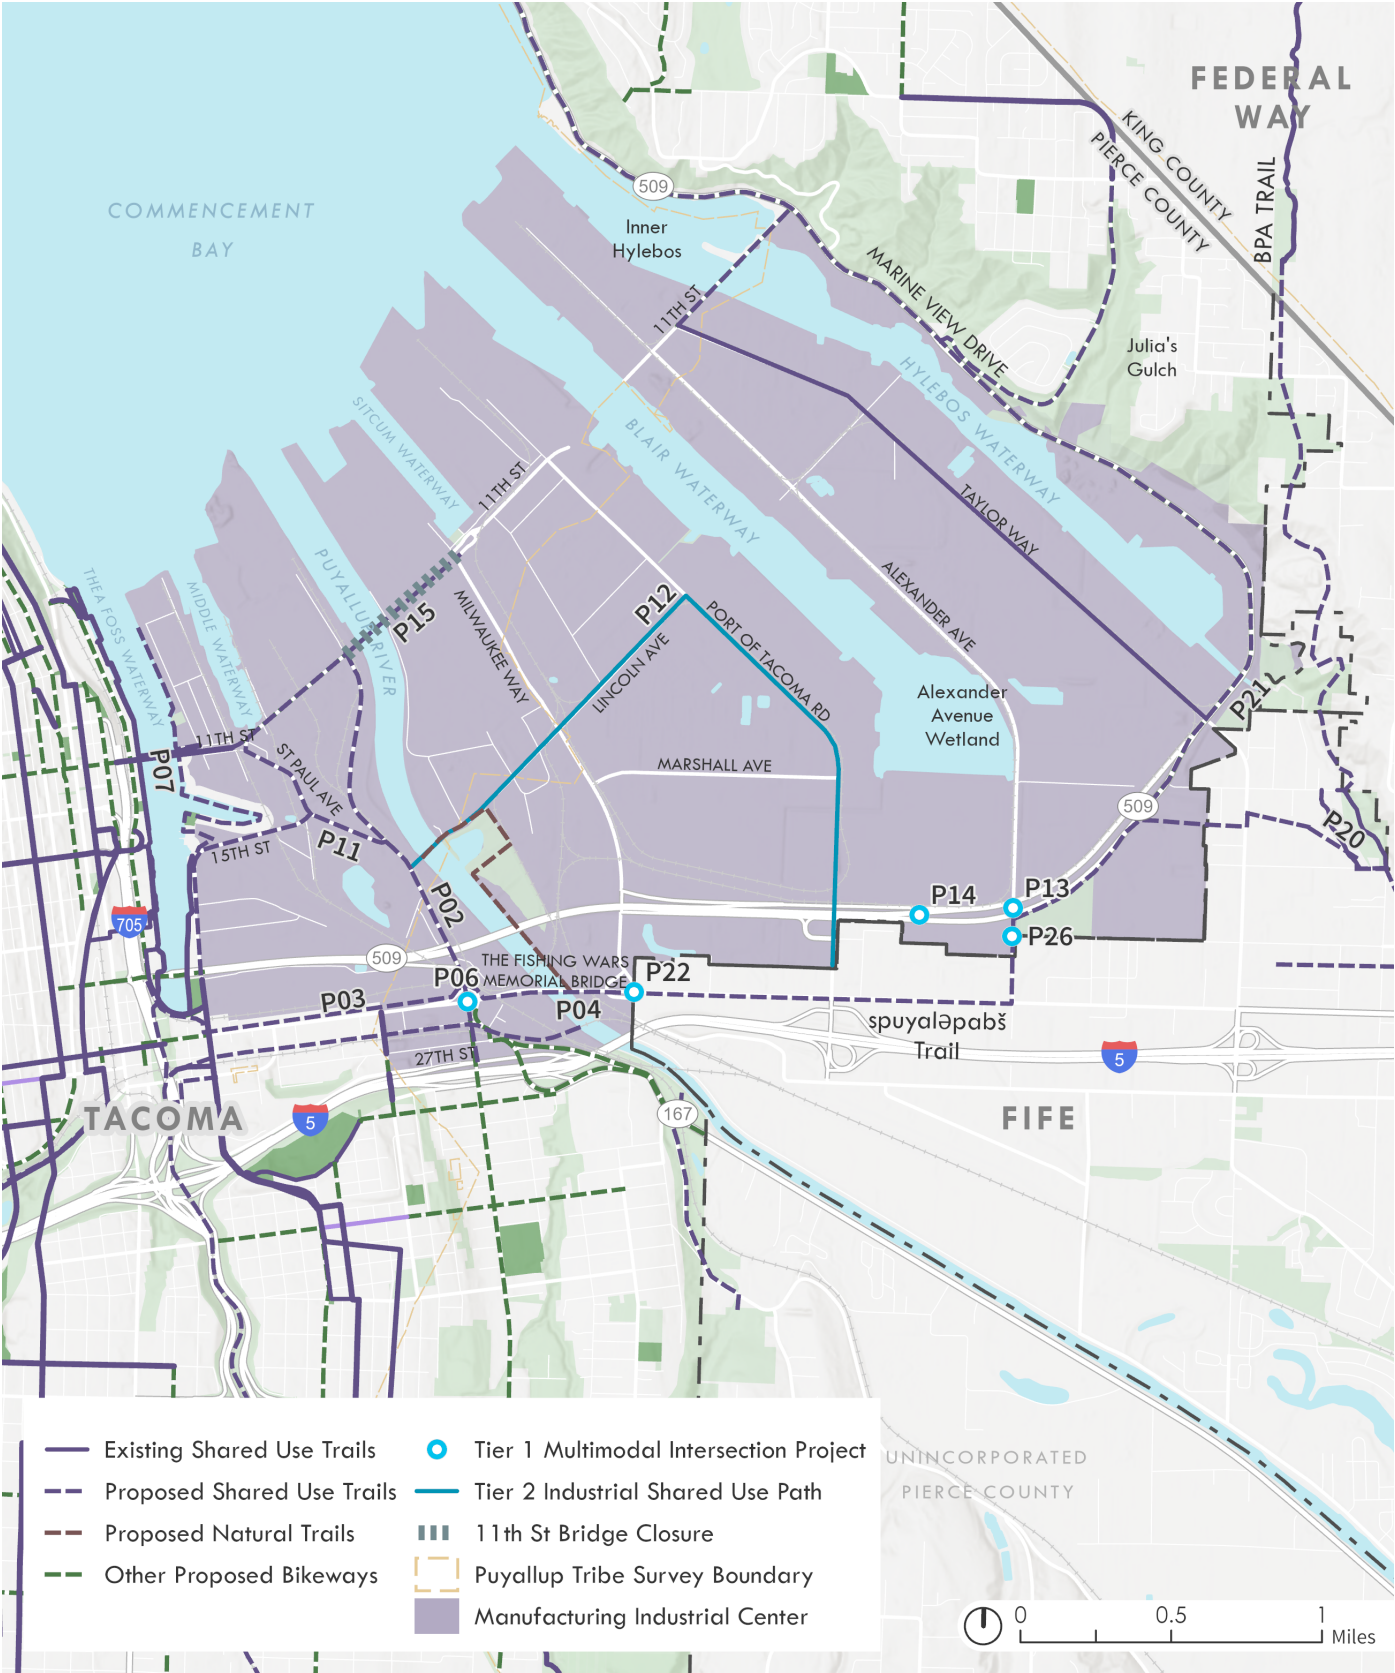 FEDERAL
WAY
KING COUNTY
PIERCE COUNTY
BPA TRAIL
COMMENCEMENT
BAY
509
Inner
Hylebos
MARINE VIEW DRIVE
11TH ST
Julia's
Gulch
HYLEBOS WATERWAY
SITCUM WATERWAY
BLAIR WATERWAY
11TH ST
TAYLOR WAY
PUYALLUP RIVER
THEA FOSS WATERWAY
MIDDLE WATERWAY
P15
MILWAUKEE WAY
P12
LINCOLN AVE
PORT OF TACOMA RD
ALEXANDER AVE
Alexander
Avenue
Wetland
P21
11TH ST
P07
ST PAUL AVE
MARSHALL AVE
509
P20
P11
15TH ST
P02
P14
P13
P26
705
509
THE FISHING WARS
MEMORIAL BRIDGE
P06
P22
P03
P04
spuyaləpabš
Trail
27TH ST
5
TACOMA
5
167
FIFE
UNINCORPORATED
PIERCE COUNTY
Existing Shared Use Trails
Proposed Shared Use Trails
Proposed Natural Trails
Other Proposed Bikeways
Tier 1 Multimodal Intersection Project
Tier 2 Industrial Shared Use Path
11th St Bridge Closure
Puyallup Tribe Survey Boundary
Manufacturing Industrial Center
0 0.5 1
Miles